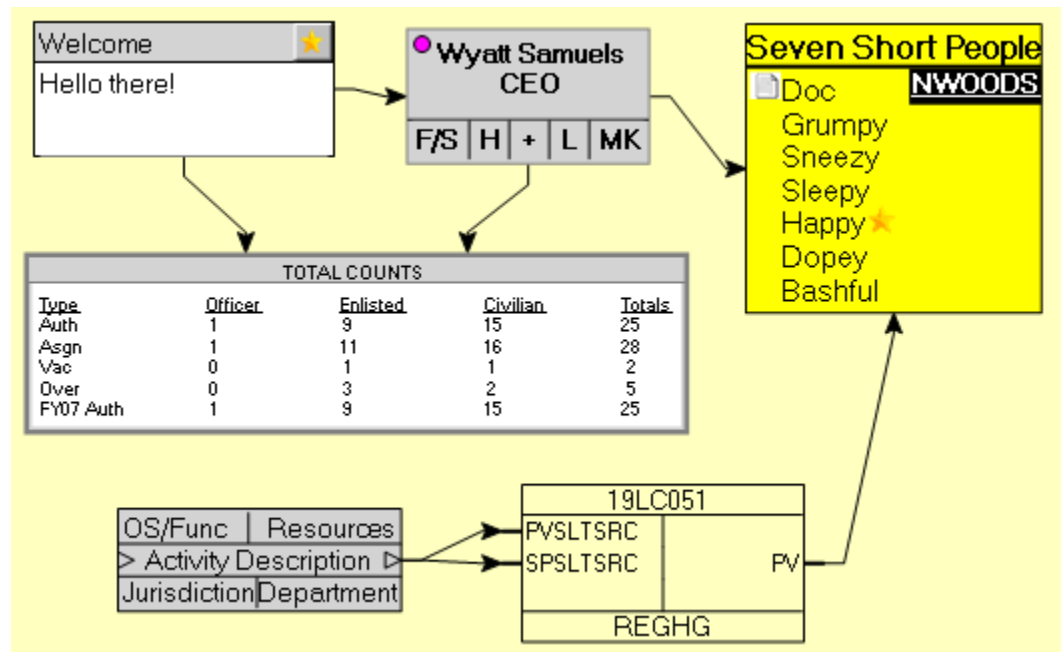 Welcome
Hello there!
Wyatt Samuels
CEO
F/S H + L MK
Seven Short People
NWOODS
Doc
Grumpy
Sneezy
Sleepy
Happy
Dopey
Bashful
TOTAL COUNTS
Type Officer Enlisted Civilian Totals
Auth 1 9 15 25
Asgn 1 11 16 28
Vac 0 1 1 2
Over 0 3 2 5
FY07 Auth 1 9 15 25
OS/Func Resources
Activity Description
Jurisdiction Department
19LC051
PVSLTSRC
SPSLTSRC PV
REGHG